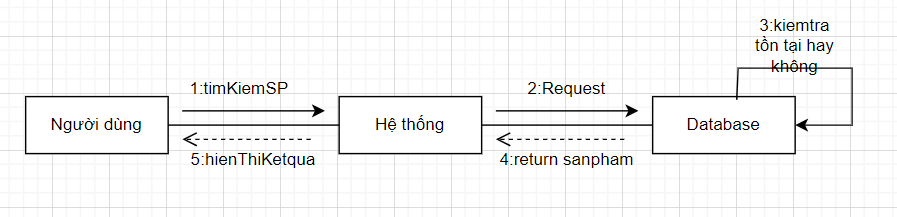 3:kiemtra
tồn tại hay
không
1:timKiemSP
2:Request
Người dùng
Hệ thống
Database
5:hienThiKetqua
4:return sanpham